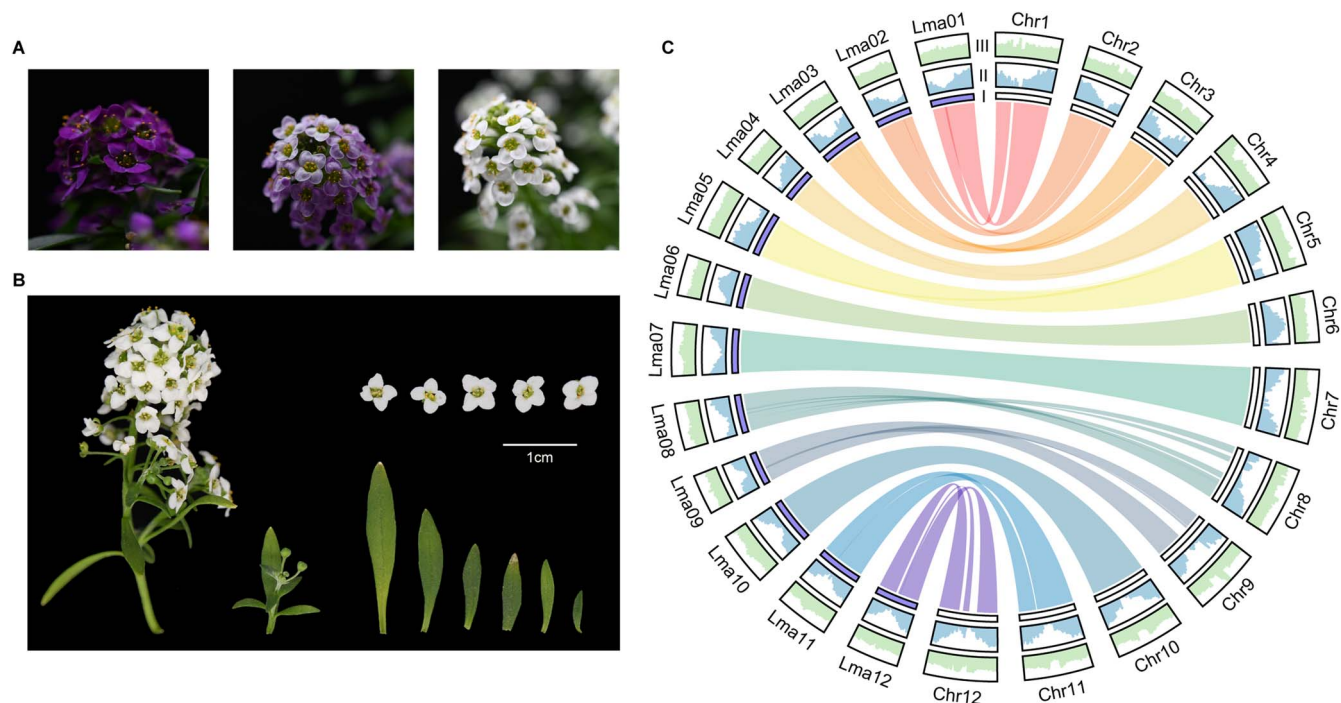 A
B
1cm
C
III
II
I
Lma01
Lma02
Lma03
Lma04
Lma05
Lma06
Lma07
Lma08
Lma09
Lma10
Lma11
Lma12
Chr1
Chr2
Chr3
Chr4
Chr5
Chr6
Chr7
Chr8
Chr9
Chr10
Chr11
Chr12